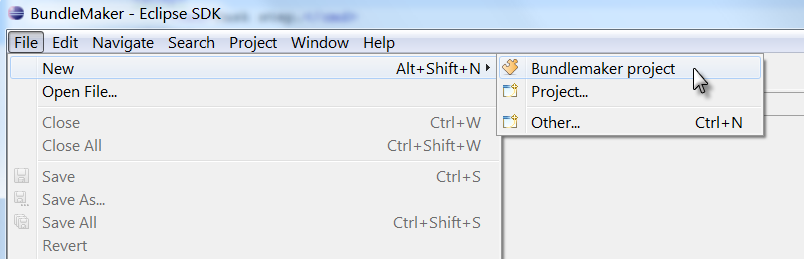 BundleMaker - Eclipse SDK
File Edit Navigate Search Project Window Help
New Alt+Shift+N
Bundlemaker project
Open File...
Project...
Close Ctrl+W
Other... Ctrl+N
Close All Ctrl+Shift+W
Save Ctrl+S
Save As...
Save All Ctrl+Shift+S
Revert